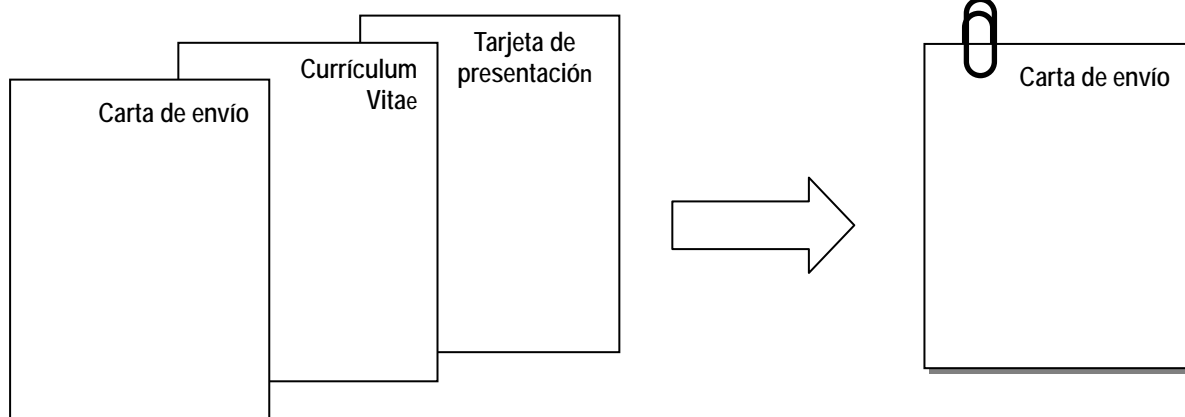 Carta de envío
Currículum
Vitae
Tarjeta de
presentación
Carta de envío